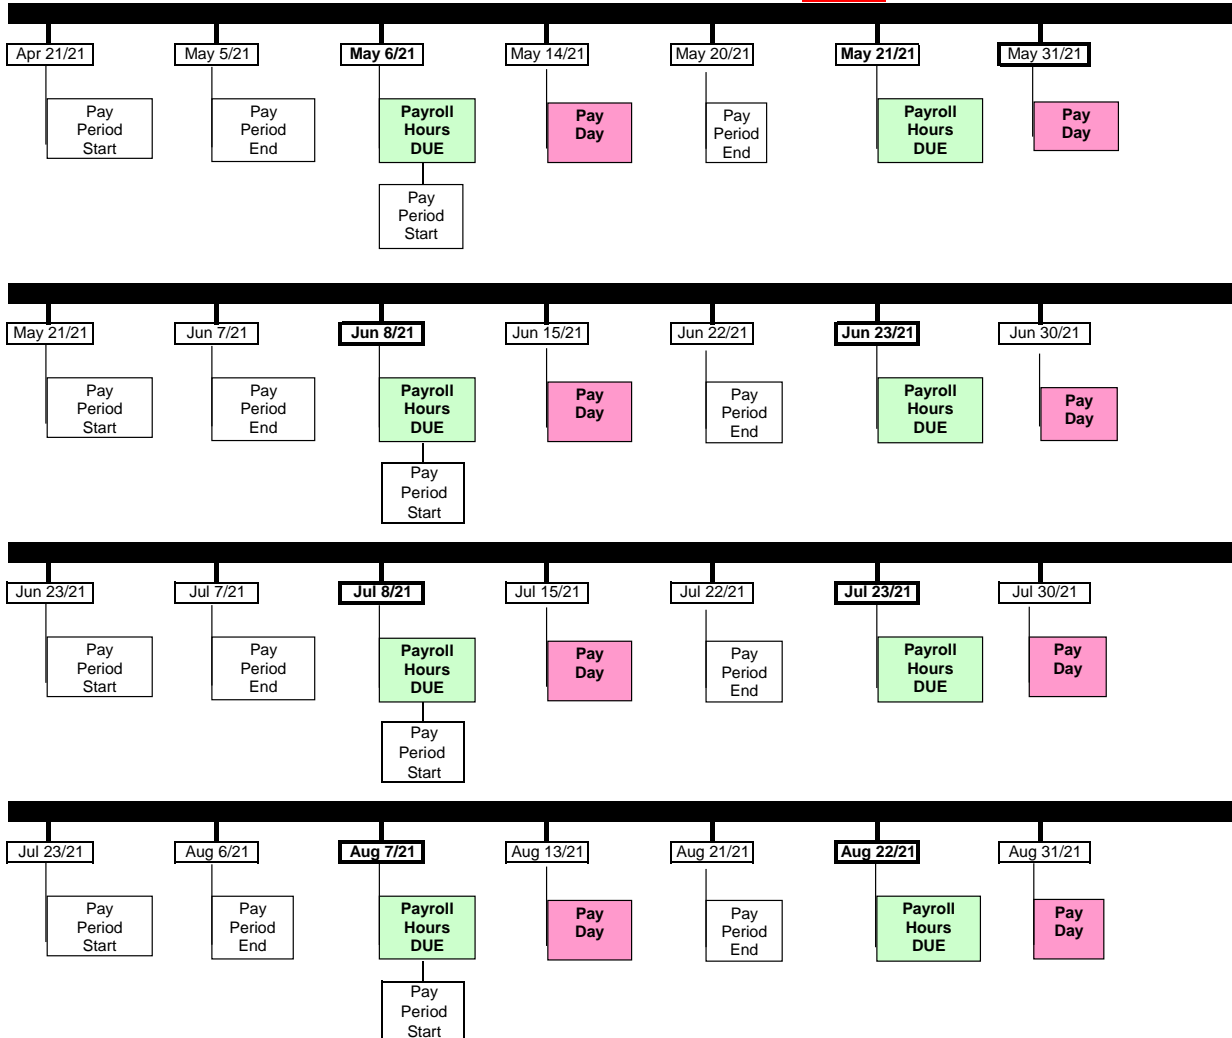 Apr 21/21 May 5/21 May 6/21 May 14/21 May 20/21 May 21/21 May 31/21
Pay Pay Payroll Pay Pay Payroll Pay
Period Period Hours Day Period Hours Day
Start End DUE End DUE
Pay
Period
Start
May 21/21 Jun 7/21 Jun 8/21 Jun 15/21 Jun 22/21 Jun 23/21 Jun 30/21
Pay Pay Payroll Pay Pay Payroll Pay
Period Period Hours Day Period Hours Day
Start End DUE End DUE
Pay
Period
Start
Jun 23/21 Jul 7/21 Jul 8/21 Jul 15/21 Jul 22/21 Jul 23/21 Jul 30/21
Pay Pay Payroll Pay Pay Payroll Pay
Period Period Hours Day Period Hours Day
Start End DUE End DUE
Pay
Period
Start
Jul 23/21 Aug 6/21 Aug 7/21 Aug 13/21 Aug 21/21 Aug 22/21 Aug 31/21
Pay Pay Payroll Pay Pay Payroll Pay
Period Period Hours Day Period Hours Day
Start End DUE End DUE
Pay
Period
Start